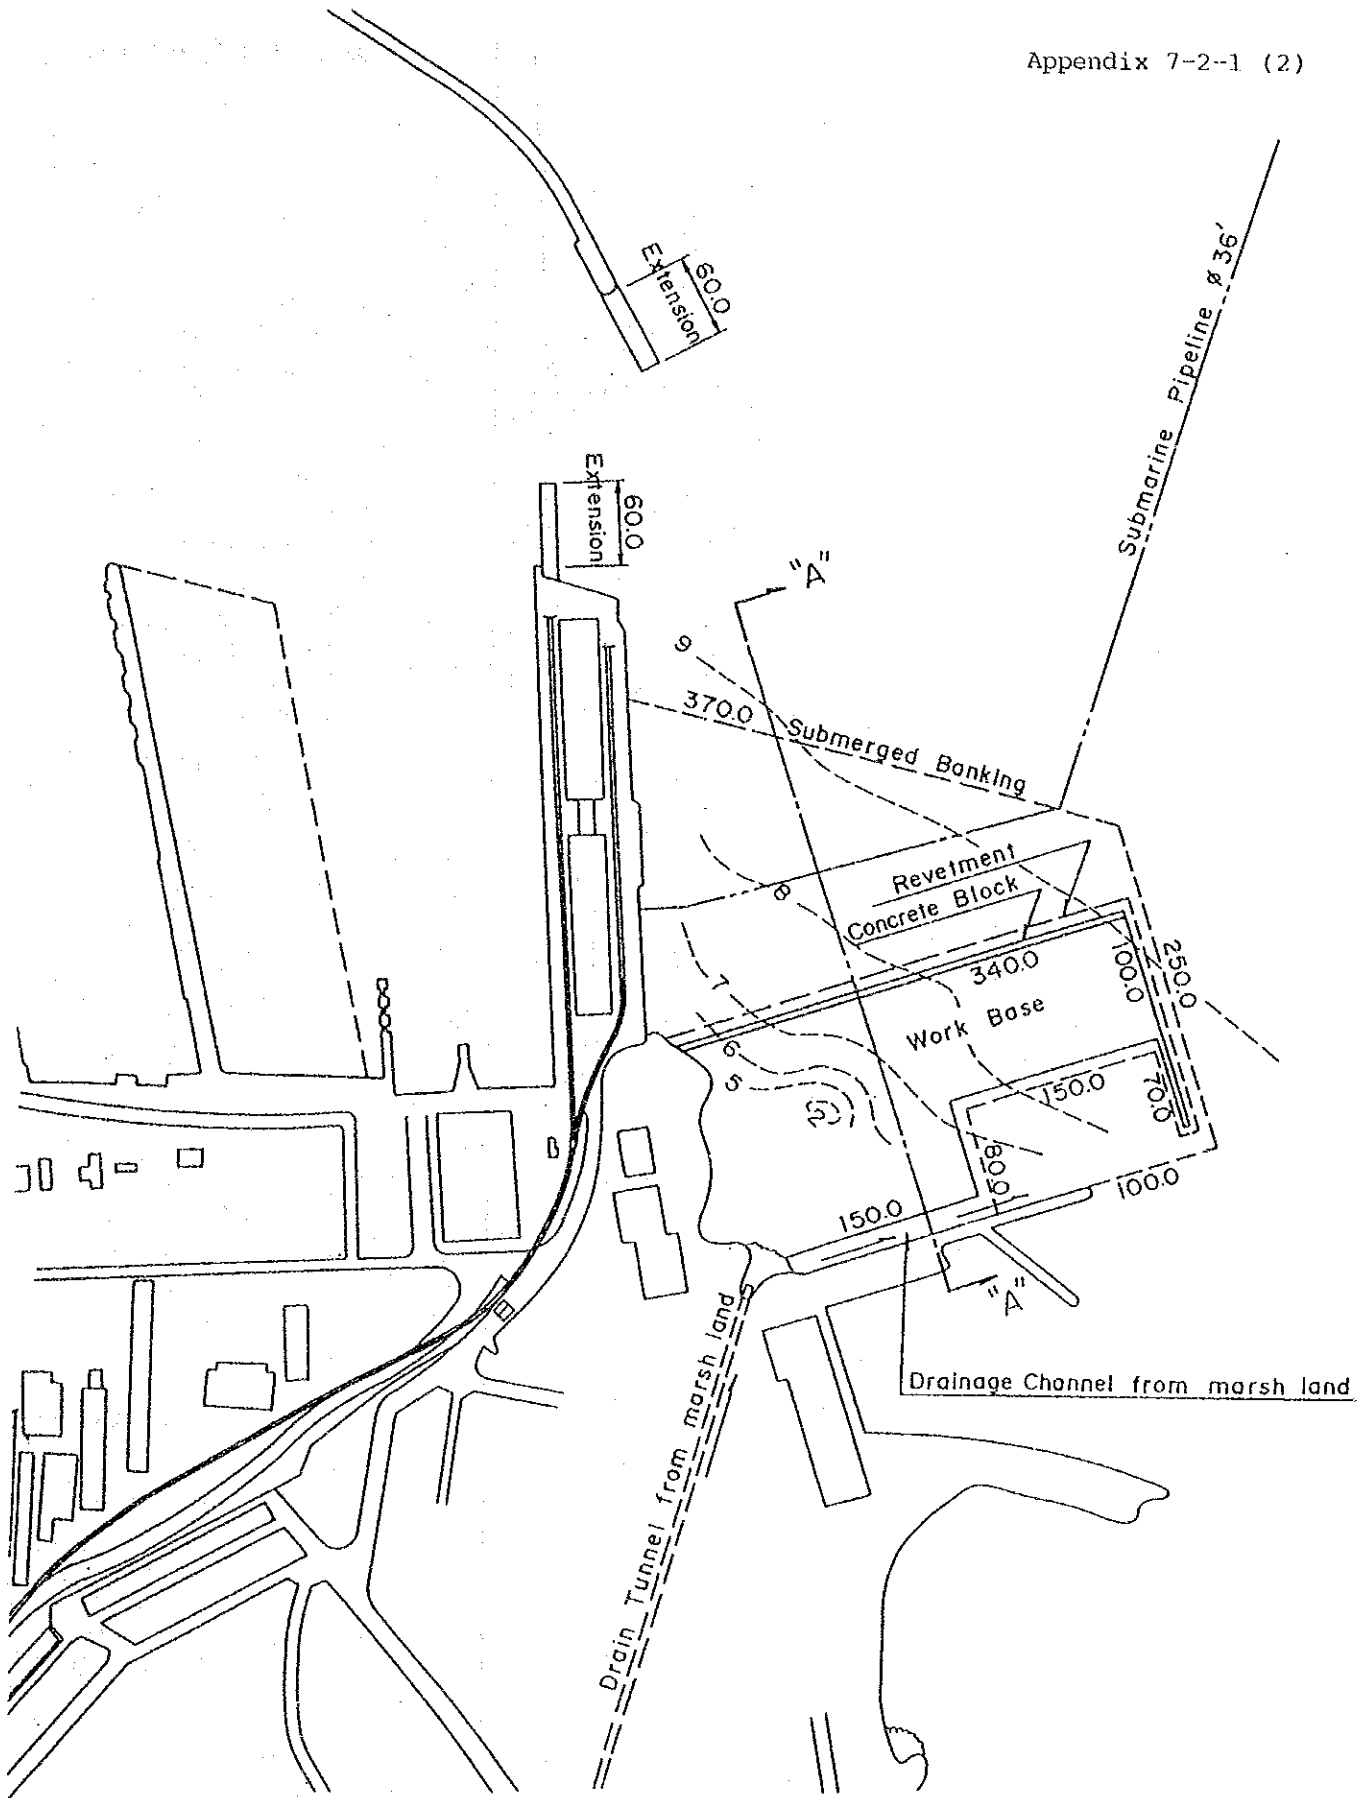 Appendix 7-2-1 (2)
Extension
60.0
Submarine Pipeline ø 36'
Extension
60.0
"A"
9
370.0
Submerged Banking
Revetment
Concrete Block
8
7
6
5
5
340.0
100.0
250.0
Work Base
150.0
70.0
80.0
100.0
150.0
"A"
Drain Tunnel from marsh land
Drainage Channel from marsh land